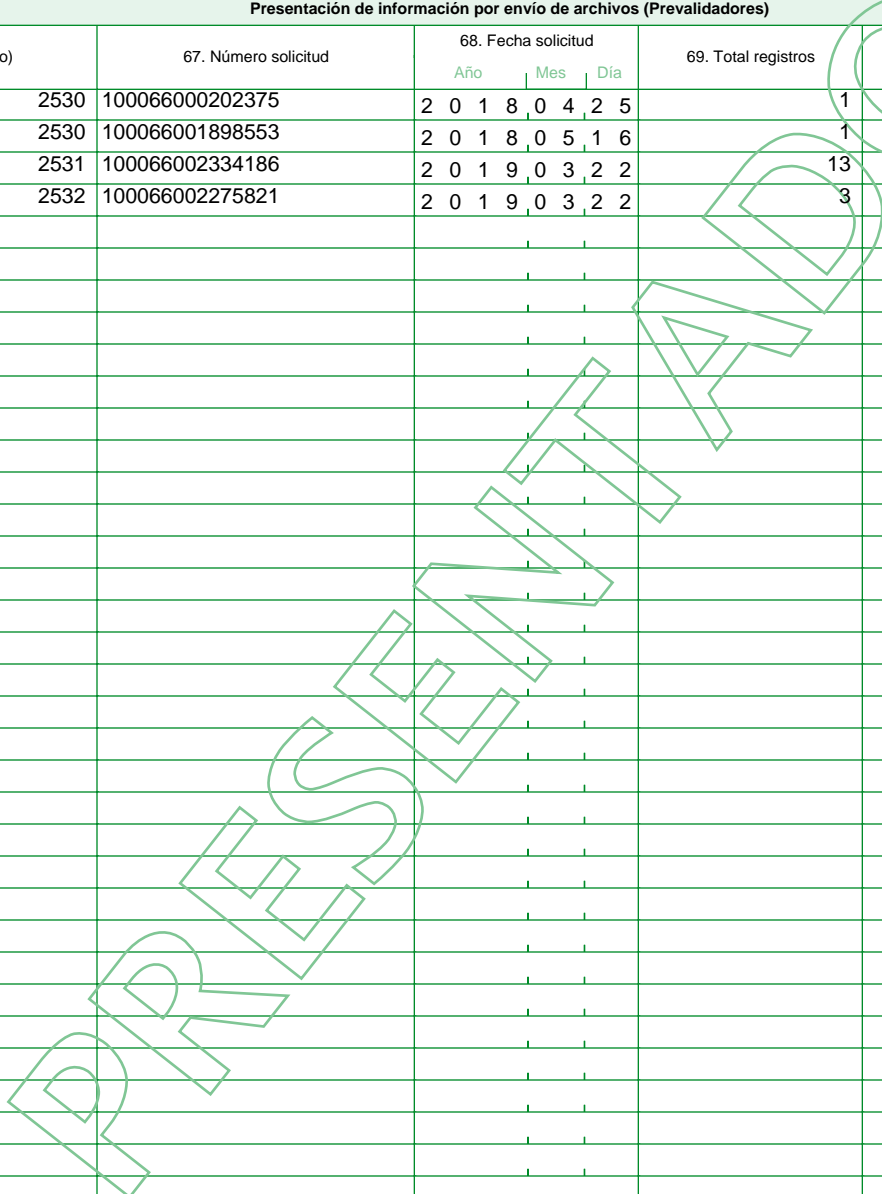 Presentación de información por envío de archivos (Prevalidadores)
o) 67. Número solicitud 68. Fecha solicitud 69. Total registros
Año Mes Día
2530 100066000202375 2 0 1 8 0 4 2 5 1
2530 100066001898553 2 0 1 8 0 5 1 6 1
2531 100066002334186 2 0 1 9 0 3 2 2 13
2532 100066002275821 2 0 1 9 0 3 2 2 3
PRESENTADO